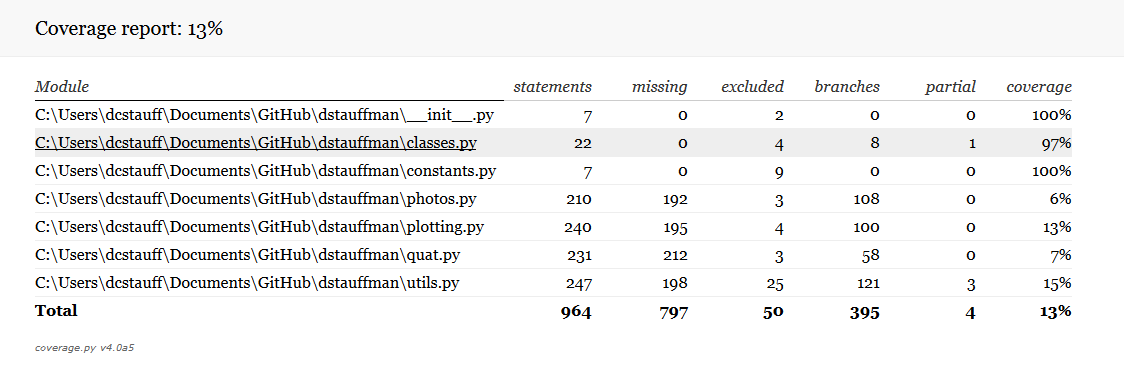 Coverage report: 13%
Module statements missing excluded branches partial coverage
C:\Users\dcstauff\Documents\GitHub\dstauffman\__init__.py 7 0 2 0 0 100%
C:\Users\dcstauff\Documents\GitHub\dstauffman\classes.py 22 0 4 8 1 97%
C:\Users\dcstauff\Documents\GitHub\dstauffman\constants.py 7 0 9 0 0 100%
C:\Users\dcstauff\Documents\GitHub\dstauffman\photos.py 210 192 3 108 0 6%
C:\Users\dcstauff\Documents\GitHub\dstauffman\plotting.py 240 195 4 100 0 13%
C:\Users\dcstauff\Documents\GitHub\dstauffman\quat.py 231 212 3 58 0 7%
C:\Users\dcstauff\Documents\GitHub\dstauffman\utils.py 247 198 25 121 3 15%
Total 964 797 50 395 4 13%
coverage.py v4.0a5